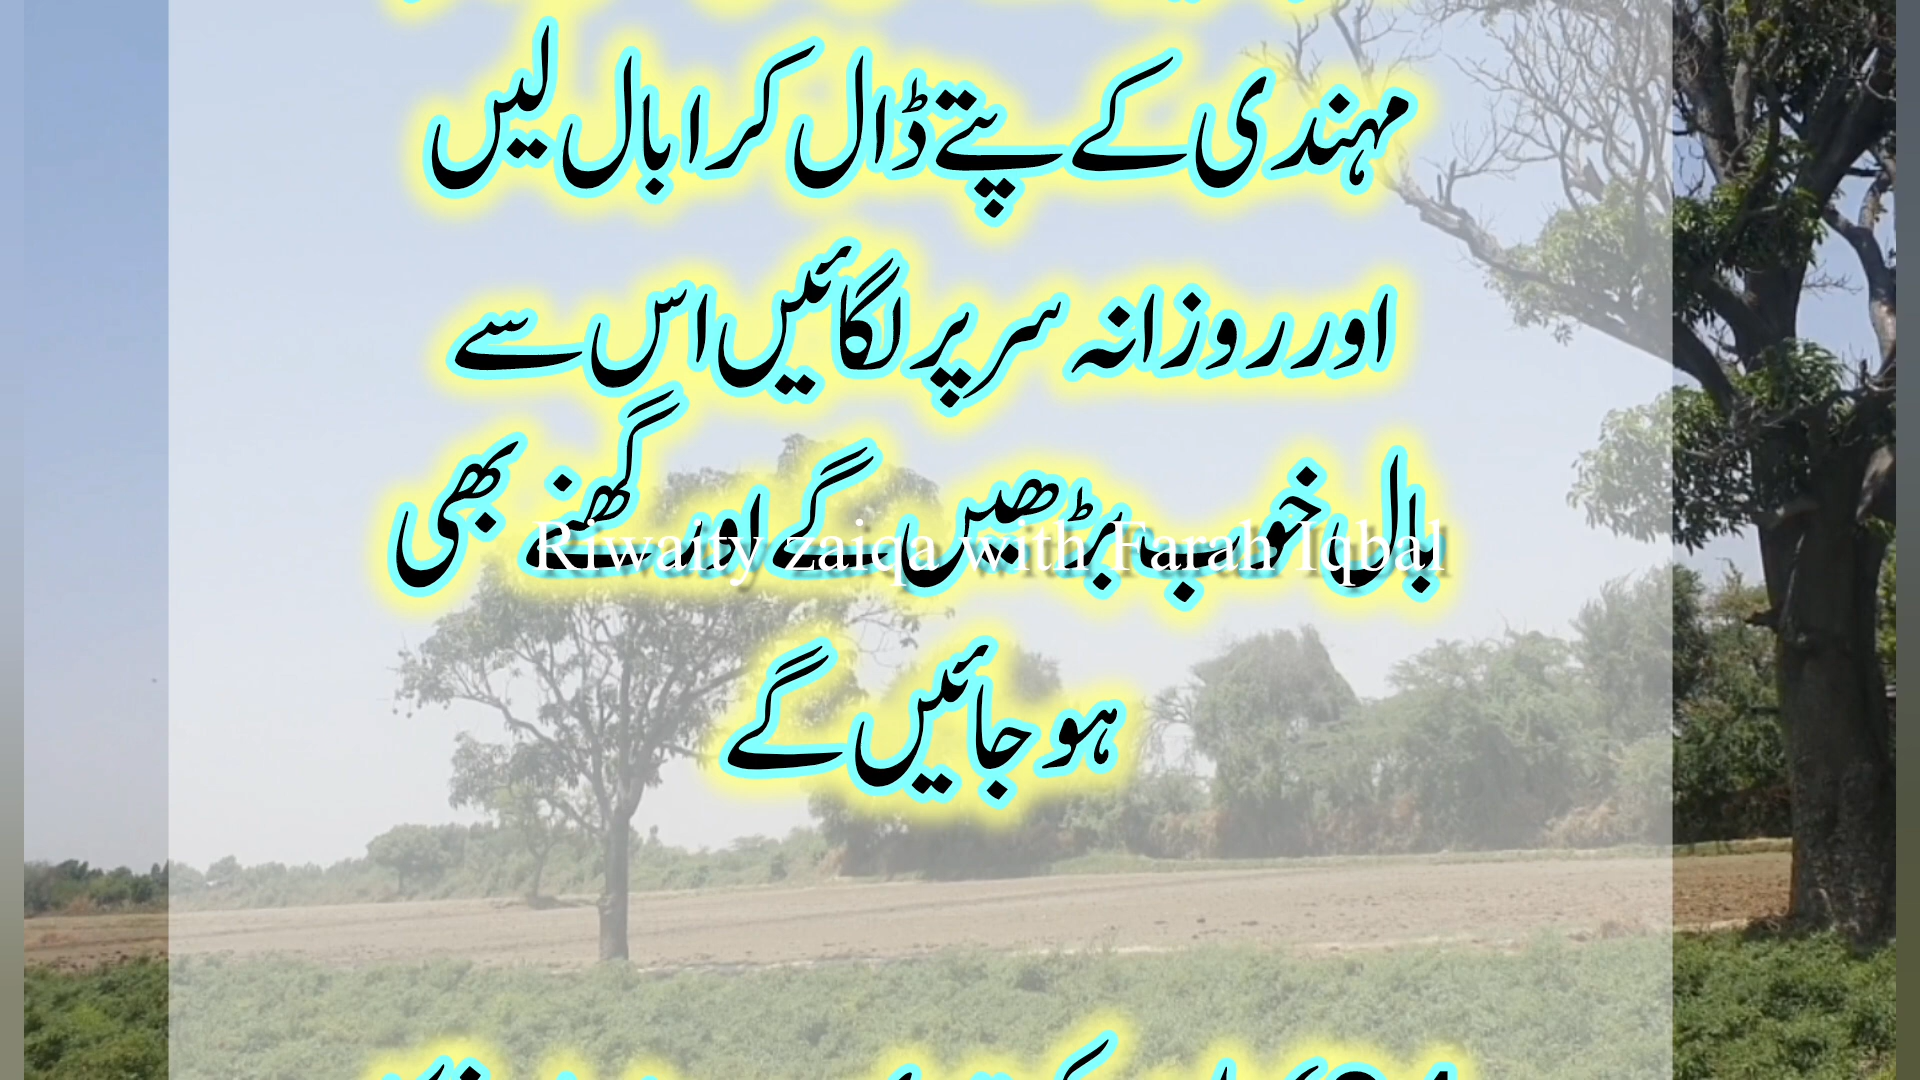 مہندی کے پتے ڈال کر ابال لیں
اور روزانہ سر پر لگائیں اس سے
بال خوب بڑھیں گے اور گھنے بھی
Riwaity zaiqa with Farah Iqbal
ہو جائیں گے